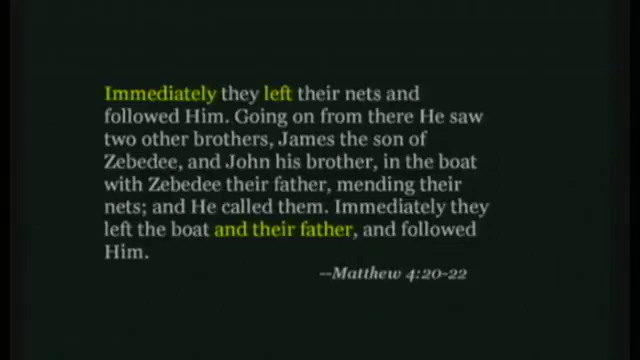 Immediately they left their nets and
followed Him. Going on from there He saw
two other brothers, James the son of
Zebedee, and John his brother, in the boat
with Zebedee their father, mending their
nets; and He called them. Immediately they
left the boat and their father, and followed
Him.
--Matthew 4:20-22